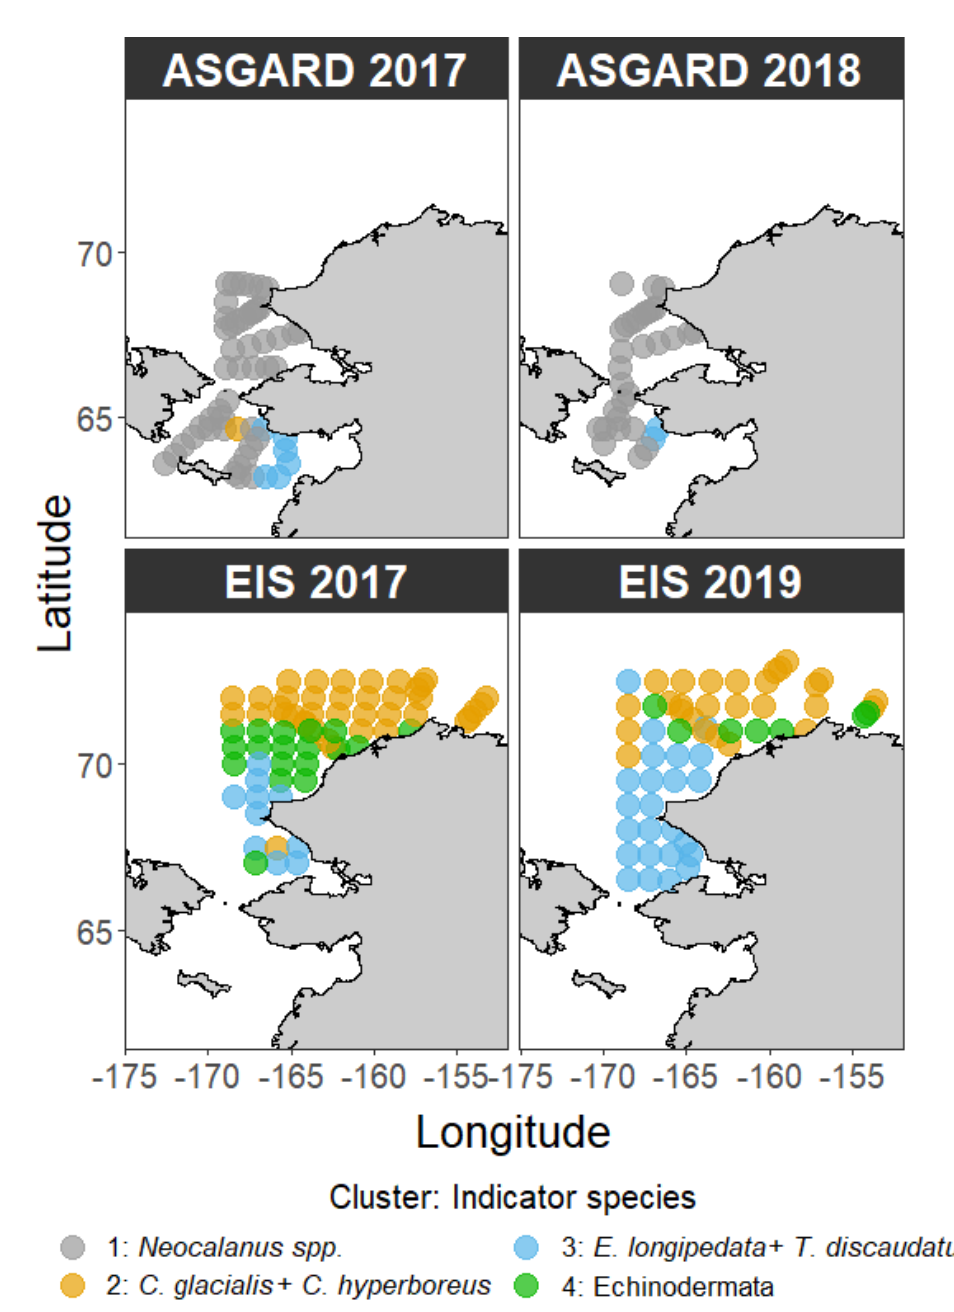 ASGARD 2017 ASGARD 2018
70
65
Latitude
EIS 2017 EIS 2019
70
65
-175 -170 -165 -160 -155 -175 -170 -165 -160 -155
Longitude
Cluster: Indicator species
1: Neocalanus spp. 3: E. longipedata+ T. discaudatu
2: C. glacialis+ C. hyperboreus 4: Echinodermata